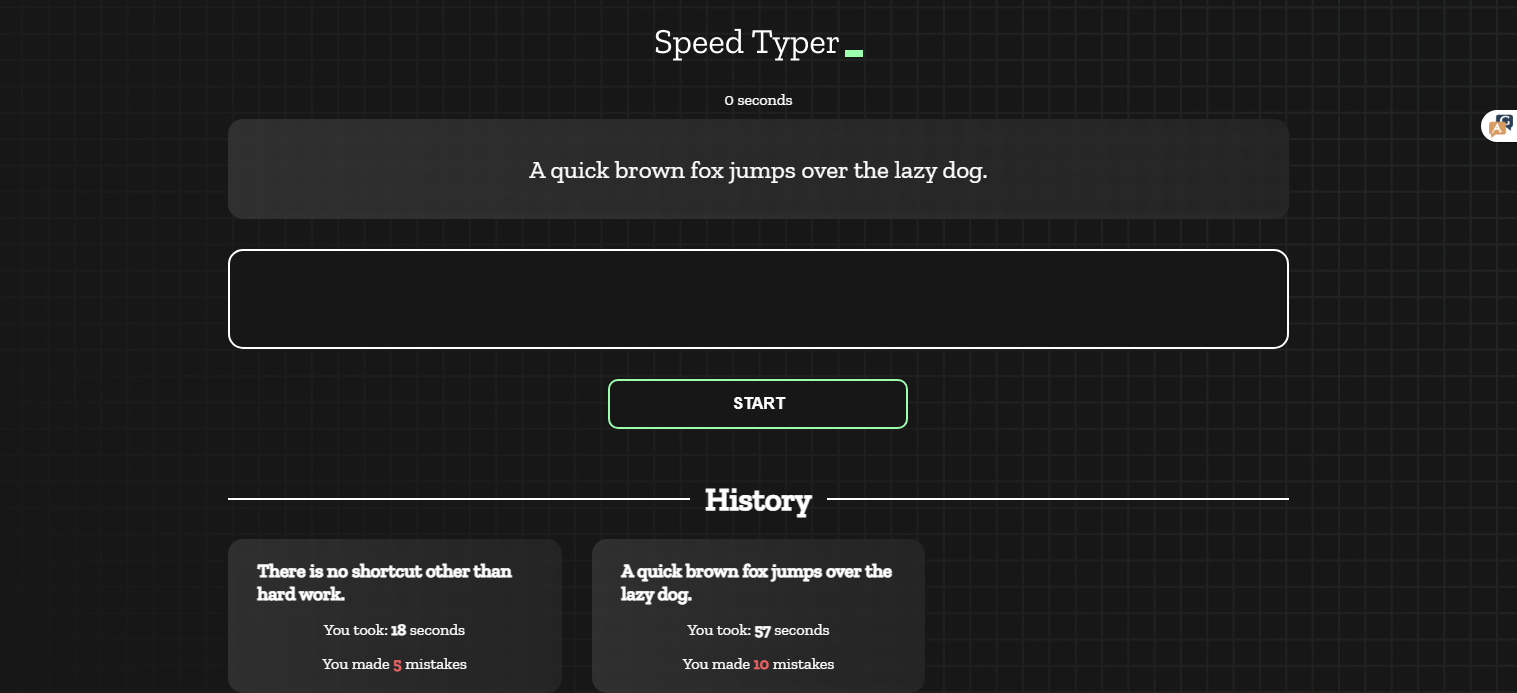 Speed Typer
0 seconds
A quick brown fox jumps over the lazy dog.
START
History
There is no shortcut other than
hard work.
You took: 18 seconds
You made 5 mistakes
A quick brown fox jumps over the
lazy dog.
You took: 57 seconds
You made 10 mistakes